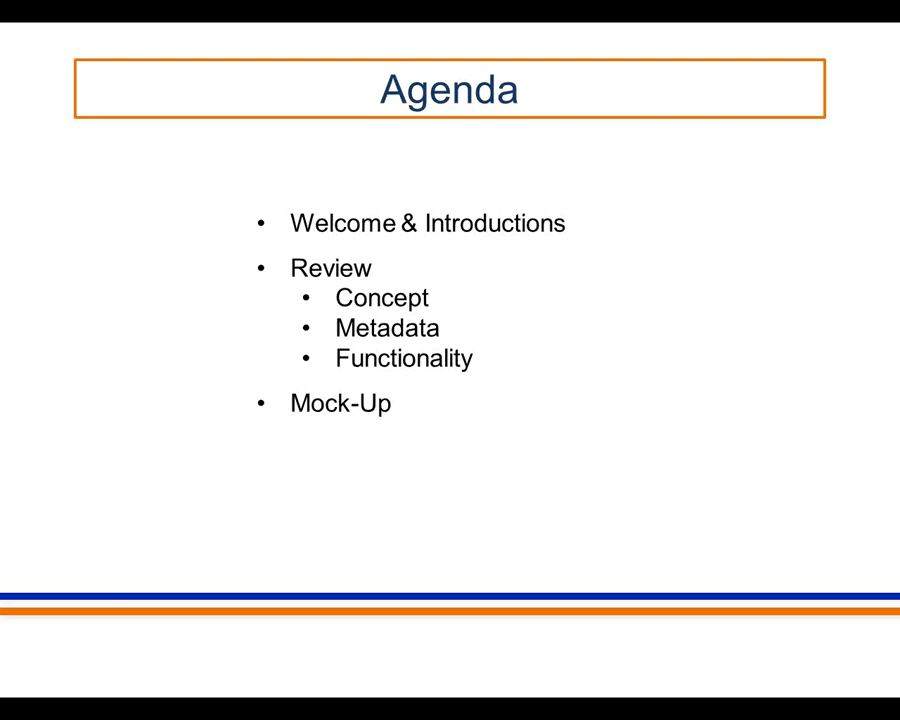 Agenda
• Welcome & Introductions
• Review
• Concept
• Metadata
• Functionality
• Mock-Up